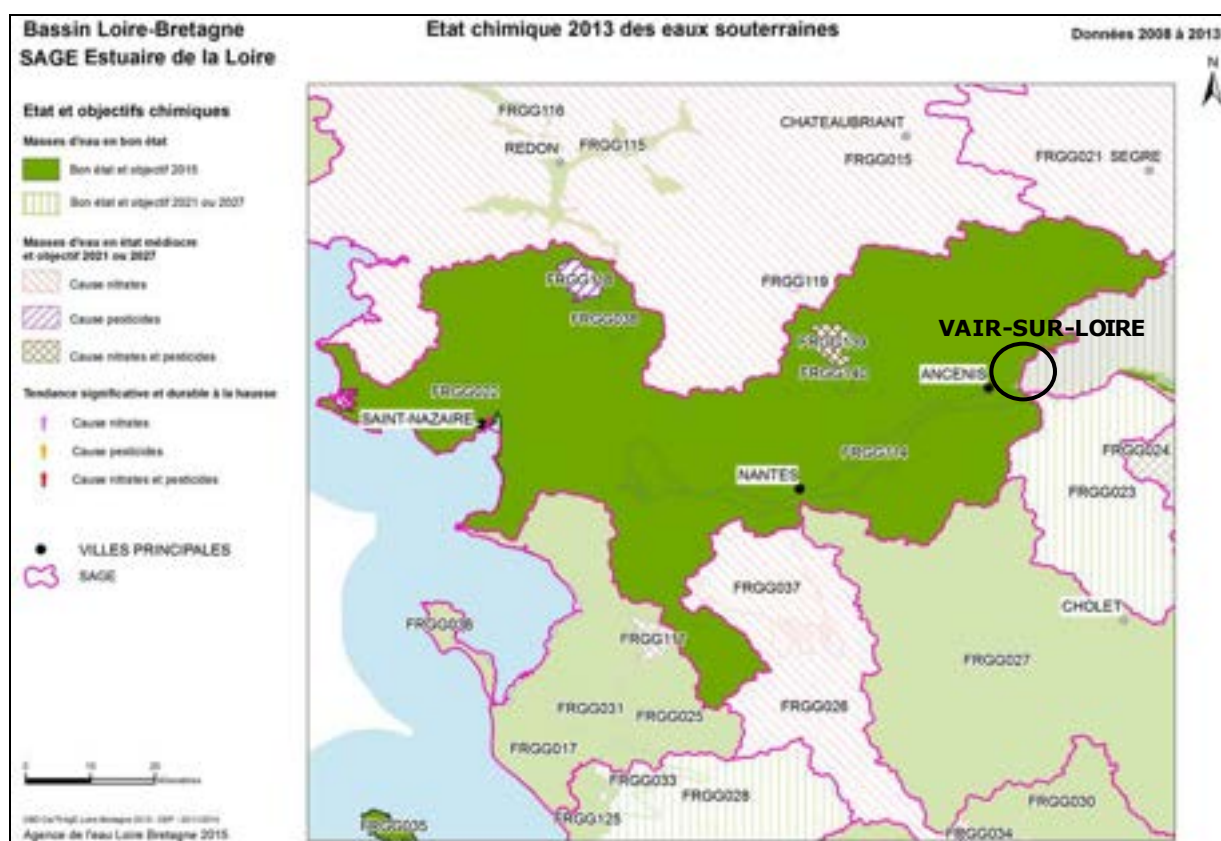 Bassin Loire-Bretagne
SAGE Estuaire de la Loire
Etat chimique 2013 des eaux souterraines
Données 2008 à 2013
N
Etat et objectifs chimiques
Masses d'eau en bon état
Bon état et objectif 2015
Bon état et objectif 2021 ou 2027
Masses d'eau en état médiocre
et objectif 2021 ou 2027
Cause nitrates
Cause pesticides
Cause nitrates et pesticides
Tendance significative et durable à la hausse
Cause nitrates
Cause pesticides
Cause nitrates et pesticides
VILLES PRINCIPALES
SAGE
0 10 20
Agence de l'eau Loire Bretagne 2015
FRGG116
CHATEAUBRIANT
REDON
FRGG115
FRGG015
FRGG021
SEGRE
FRGG119
FRGG038
VAIR-SUR-LOIRE
ANCENIS
FRGG022
SAINT-NAZAIRE
FRGG114
FRGG024
NANTES
FRGG023
FRGG037
CHOLET
FRGG036
FRGG117
FRGG027
FRGG031
FRGG025
FRGG026
FRGG017
FRGG033
FRGG028
FRGG030
FRGG125
FRGG035
FRGG034